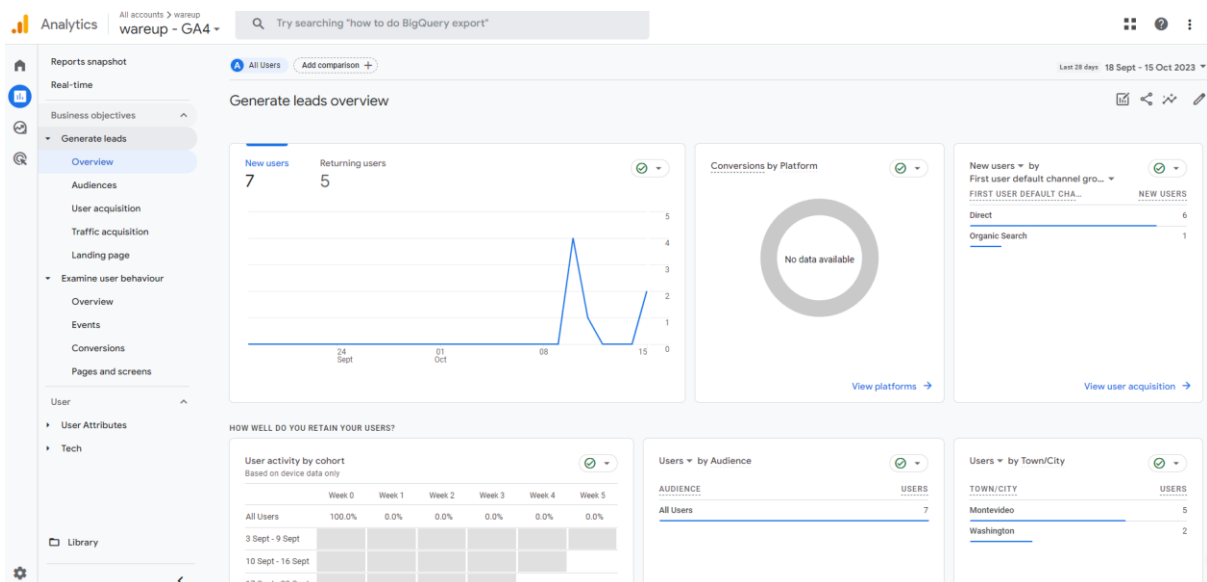 Analytics
All accounts > wareup
wareup - GA4
Try searching "how to do BigQuery export"
Reports snapshot
Real-time
Business objectives
Generate leads
Overview
Audiences
User acquisition
Traffic acquisition
Landing page
Examine user behaviour
Overview
Events
Conversions
Pages and screens
User
User Attributes
Tech
Library
A All Users
Add comparison +
Last 28 days 18 Sept - 15 Oct 2023
Generate leads overview
New users
7
Returning users
5
5
4
3
2
1
0
24 Sept
01 Oct
08
15
Conversions by Platform
No data available
View platforms →
New users by
First user default channel gro...
FIRST USER DEFAULT CHA... NEW USERS
Direct 6
Organic Search 1
View user acquisition →
HOW WELL DO YOU RETAIN YOUR USERS?
User activity by cohort
Based on device data only
Week 0 Week 1 Week 2 Week 3 Week 4 Week 5
All Users 100.0% 0.0% 0.0% 0.0% 0.0% 0.0%
3 Sept - 9 Sept
10 Sept - 16 Sept
Users by Audience
AUDIENCE USERS
All Users 7
Users by Town/City
TOWN/CITY USERS
Montevideo 5
Washington 2